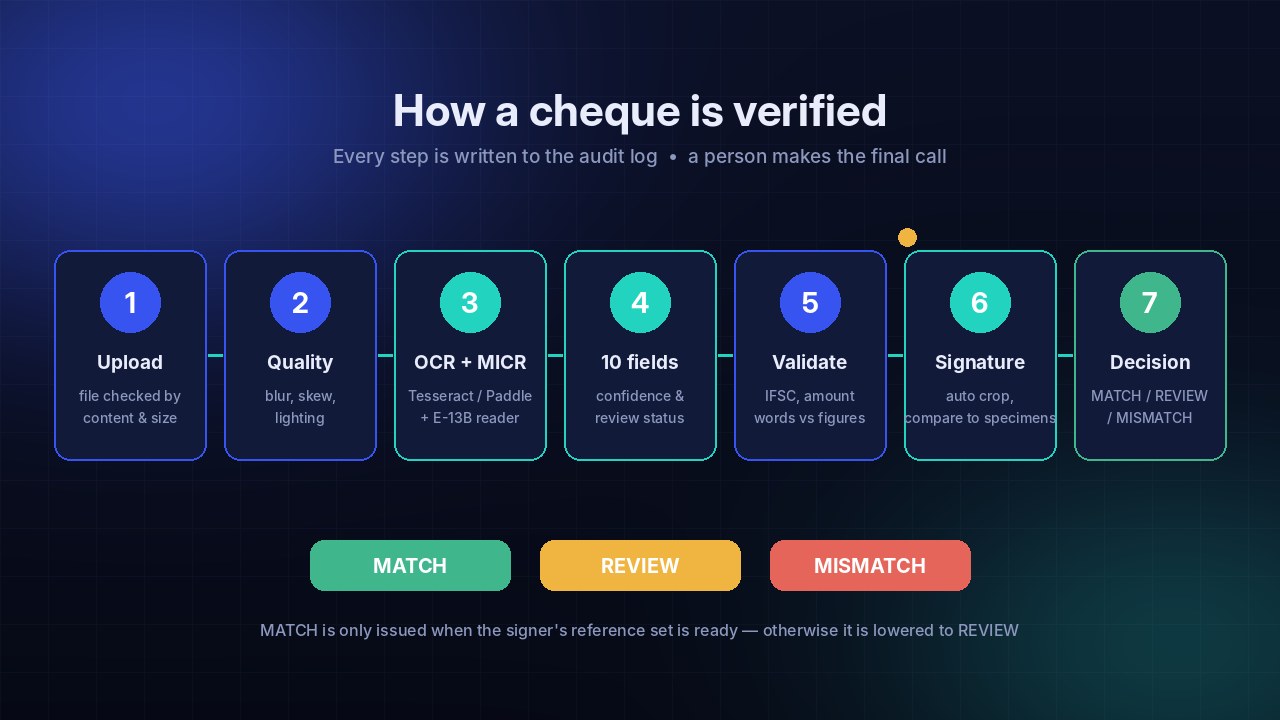 How a cheque is verified
Every step is written to the audit log • a person makes the final call
1
Upload
file checked by
content & size
2
Quality
blur, skew,
lighting
3
OCR + MICR
Tesseract / Paddle
+ E-13B reader
4
10 fields
confidence &
review status
5
Validate
IFSC, amount
words vs figures
6
Signature
auto crop,
compare to specimens
7
Decision
MATCH / REVIEW
/ MISMATCH
MATCH
REVIEW
MISMATCH
MATCH is only issued when the signer's reference set is ready — otherwise it is lowered to REVIEW